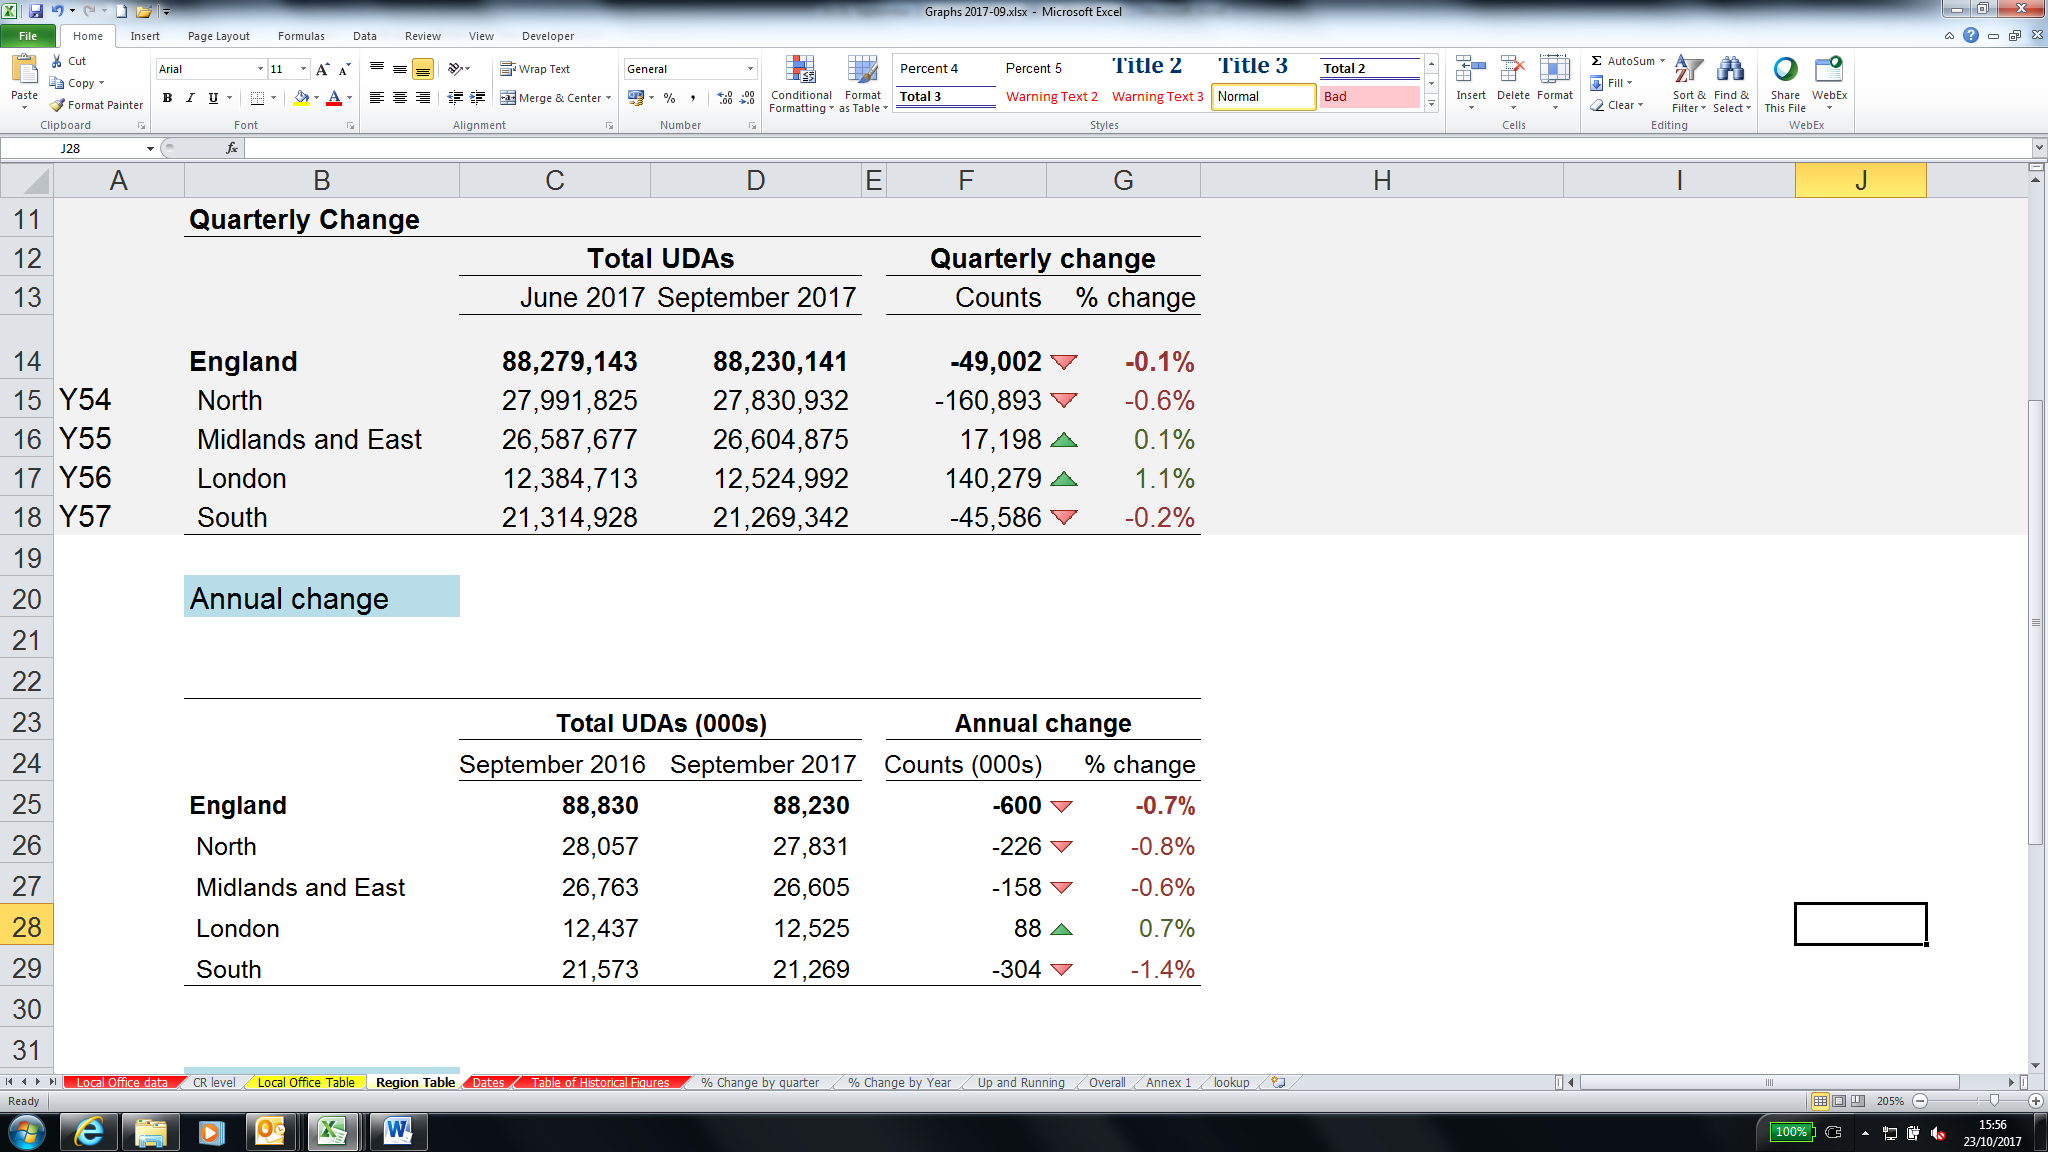 Graphs 2017-09.xlsx - Microsoft Excel
File Home Insert Page Layout Formulas Data Review View Developer
Paste Cut Copy Format Painter Clipboard
Arial 11 B I U Font
Wrap Text Merge & Center Alignment
General % , Number
Conditional Formatting Format as Table
Percent 4 Percent 5 Title 2 Title 3 Total 2
Total 3 Warning Text 2 Warning Text 3 Normal Bad
Styles
Insert Delete Format Cells
Σ AutoSum Fill Clear Sort & Filter Find & Select Editing
Share This File WebEx WebEx
J28 fx
A B C D E F G H I J
11 Quarterly Change
12 Total UDAs Quarterly change
13 June 2017 September 2017 Counts % change
14 England 88,279,143 88,230,141 -49,002 -0.1%
15 Y54 North 27,991,825 27,830,932 -160,893 -0.6%
16 Y55 Midlands and East 26,587,677 26,604,875 17,198 0.1%
17 Y56 London 12,384,713 12,524,992 140,279 1.1%
18 Y57 South 21,314,928 21,269,342 -45,586 -0.2%
19
20 Annual change
21
22
23 Total UDAs (000s) Annual change
24 September 2016 September 2017 Counts (000s) % change
25 England 88,830 88,230 -600 -0.7%
26 North 28,057 27,831 -226 -0.8%
27 Midlands and East 26,763 26,605 -158 -0.6%
28 London 12,437 12,525 88 0.7%
29 South 21,573 21,269 -304 -1.4%
30
31
Local Office data CR level Local Office Table Region Table Dates Table of Historical Figures % Change by quarter % Change by Year Up and Running Overall Annex 1 lookup
Ready 205%
100% 15:56
23/10/2017